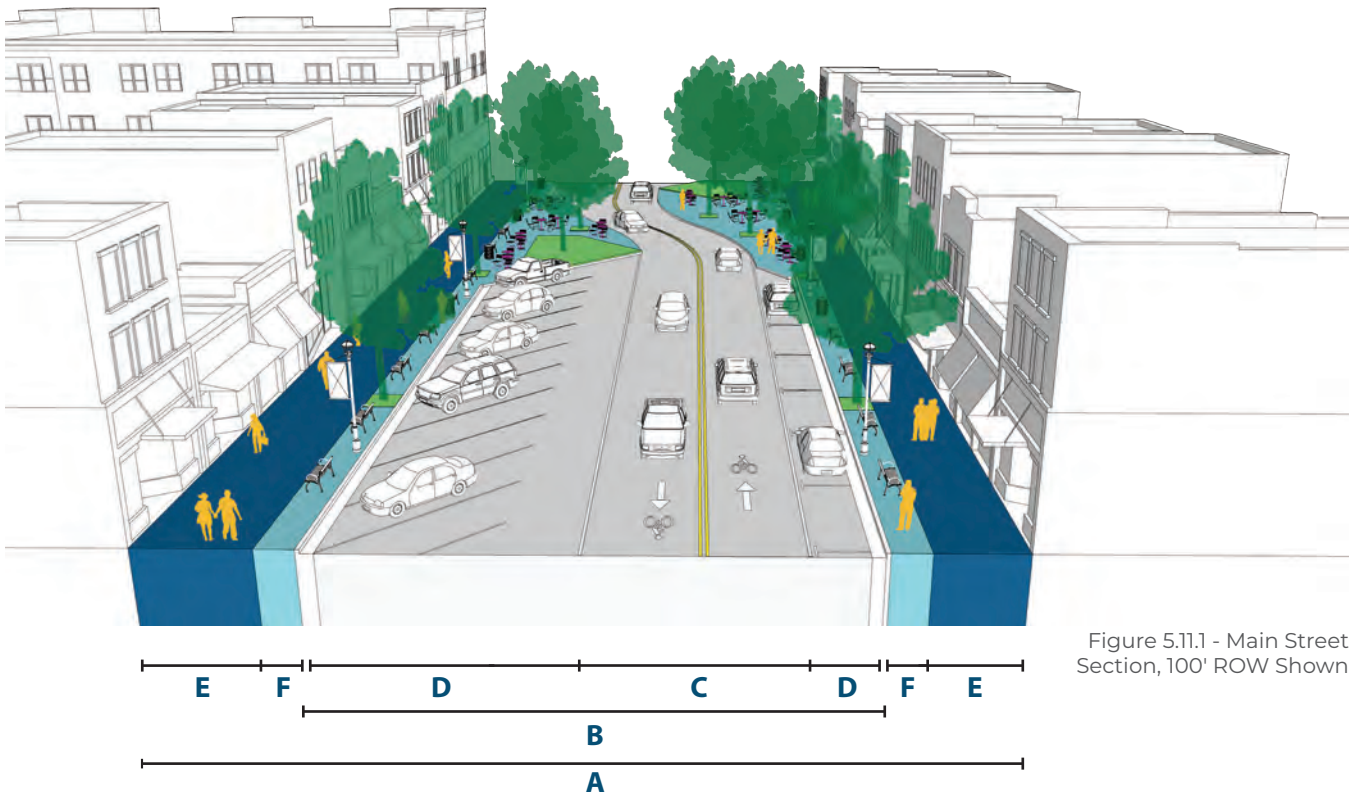 Figure 5.11.1 - Main Street
Section, 100' ROW Shown
E F D C D F E
B
A